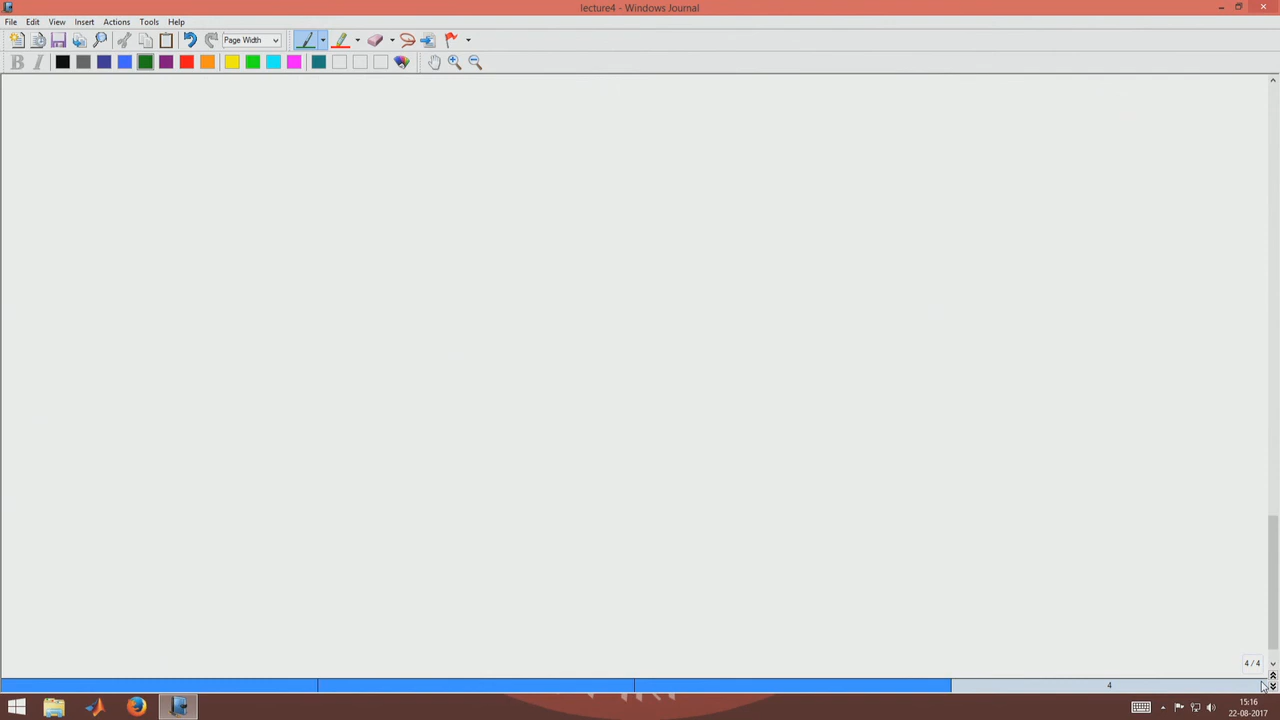 lecture4 - Windows Journal
File Edit View Insert Actions Tools Help
Page Width
B I
4 / 4
4
15:16
22-08-2017